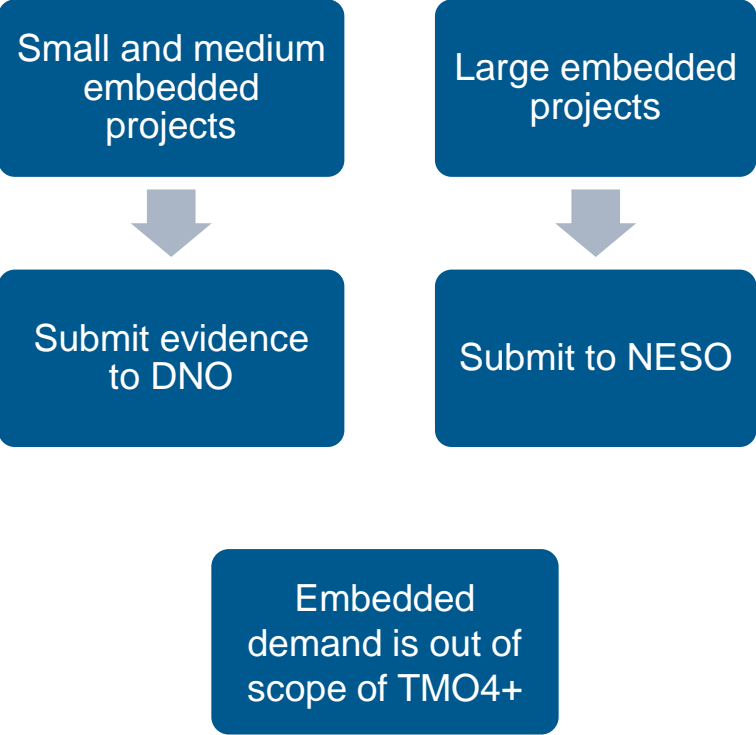 Small and medium
embedded
projects
Large embedded
projects
Submit evidence
to DNO
Submit to NESO
Embedded
demand is out of
scope of TMO4+